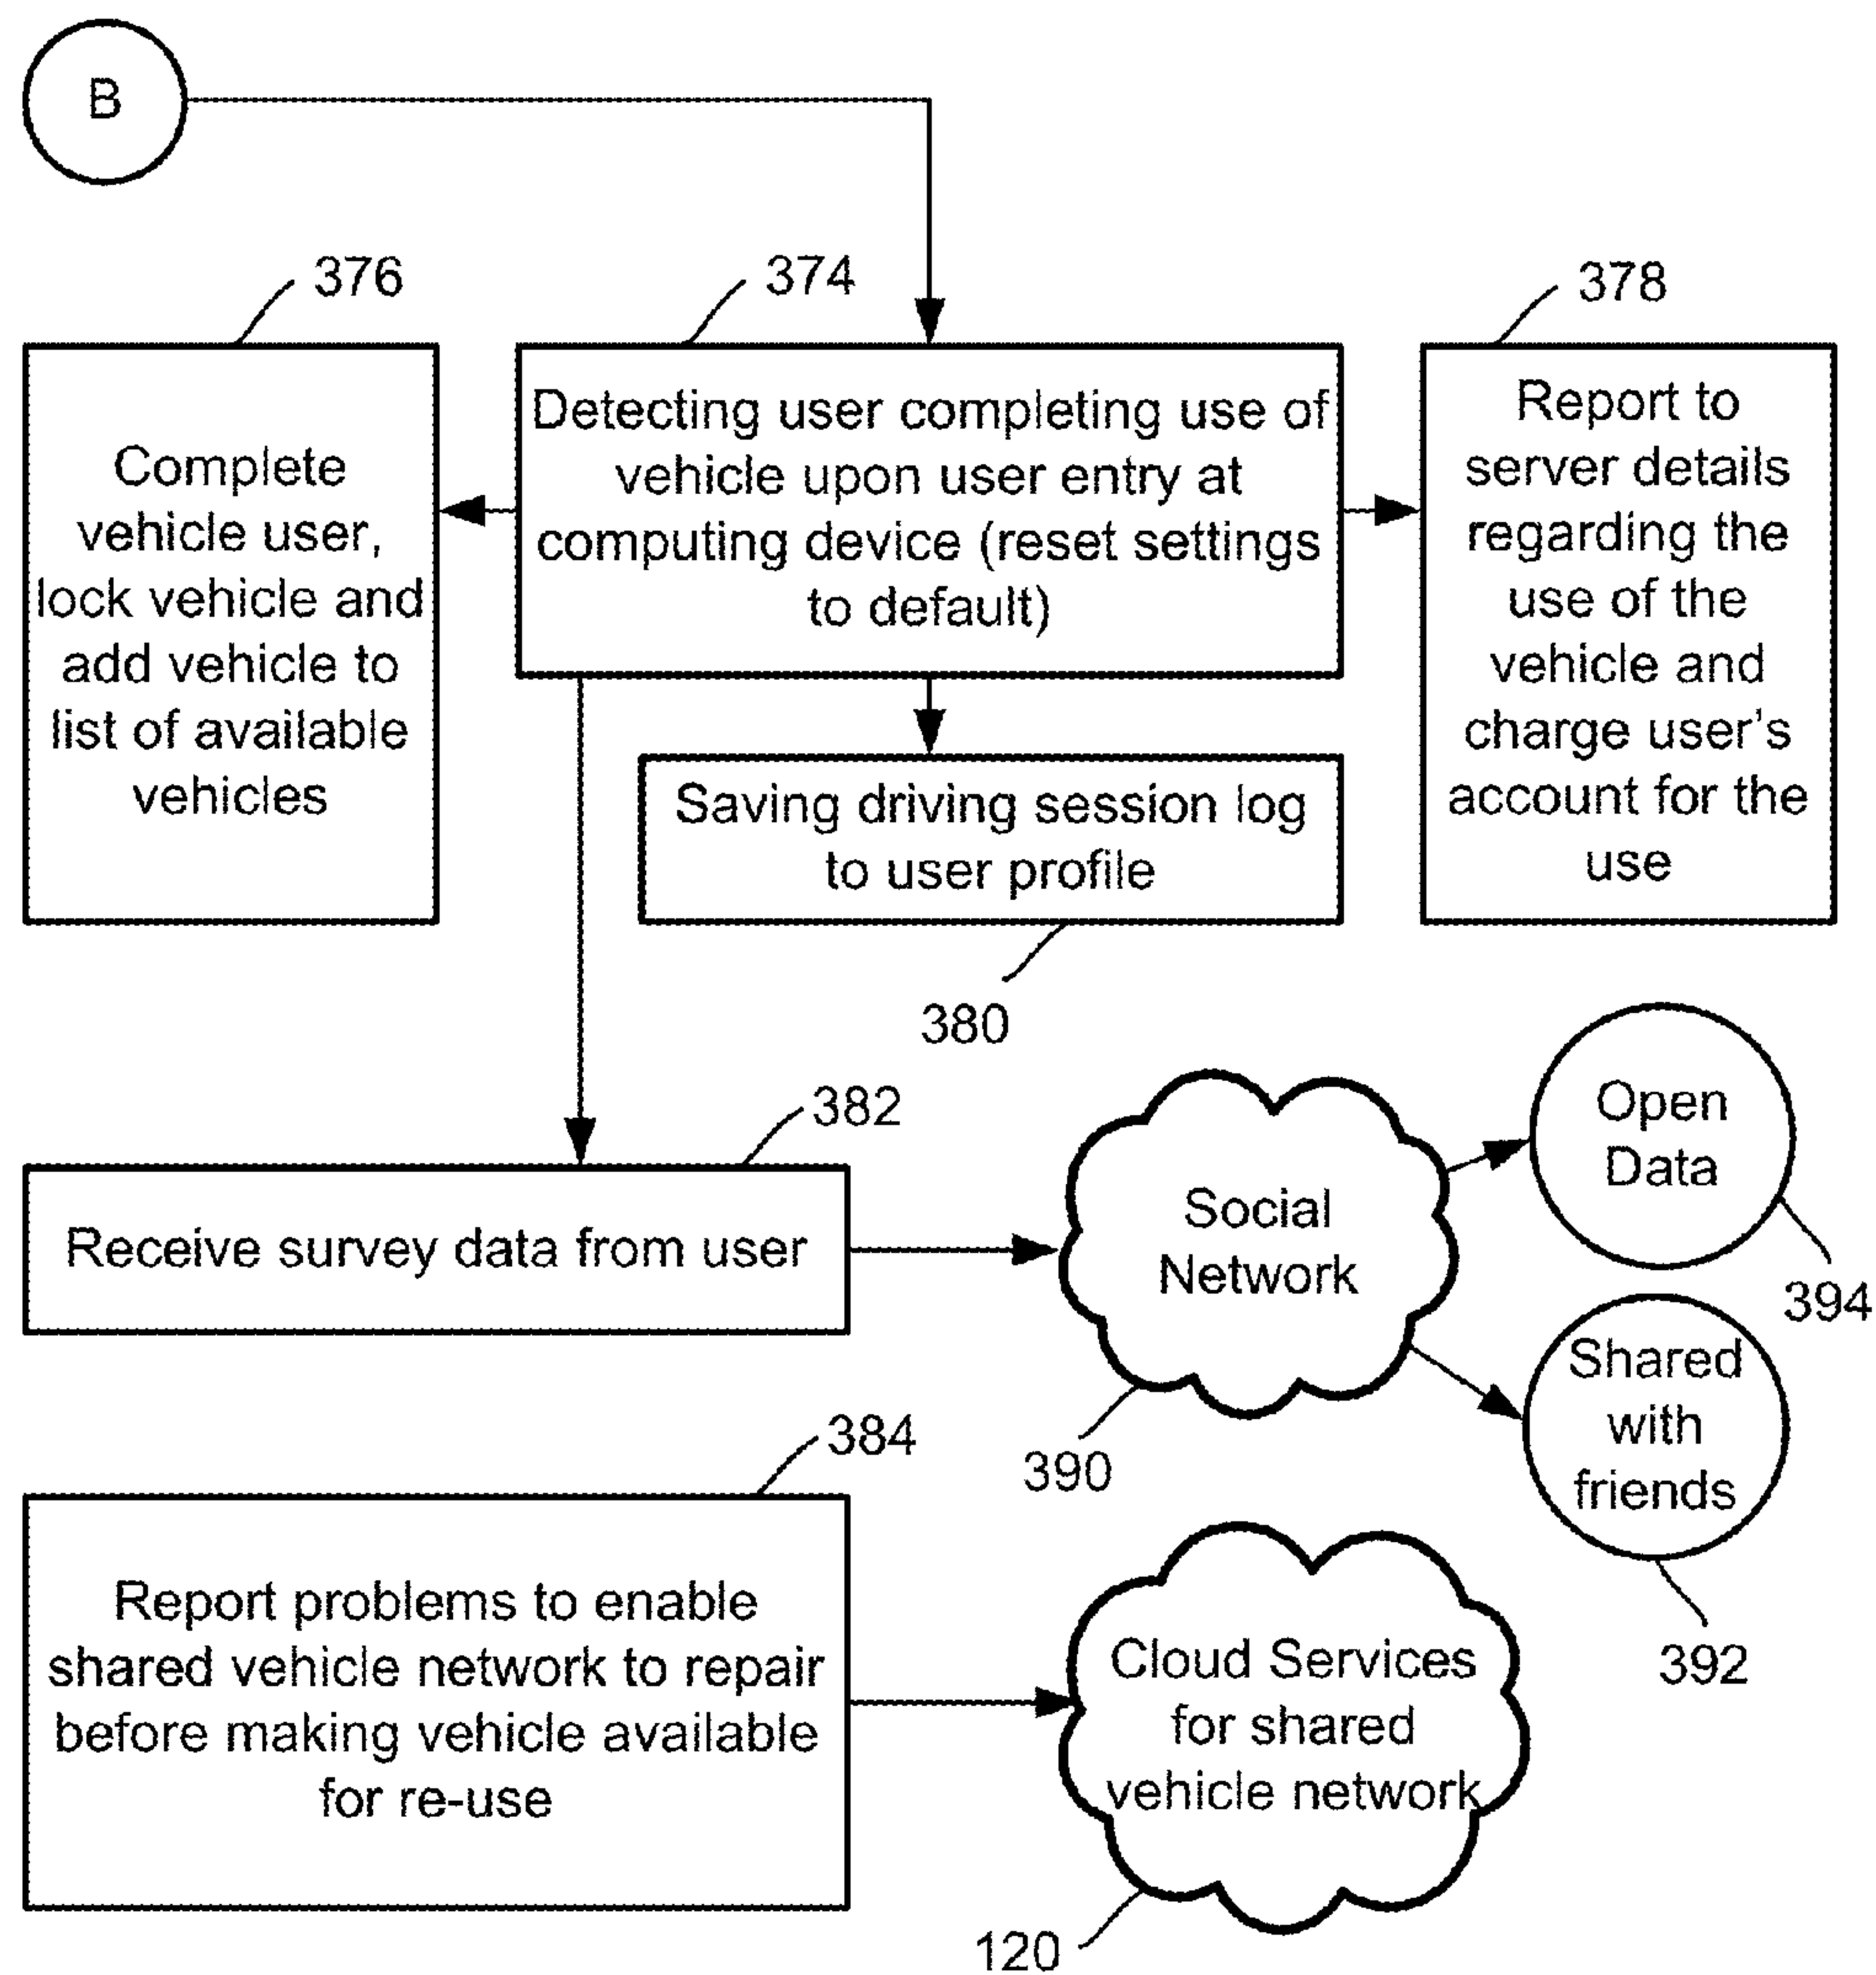 B
376
374
378
Complete
vehicle user,
lock vehicle and
add vehicle to
list of available
vehicles
Detecting user completing use of
vehicle upon user entry at
computing device (reset settings
to default)
Report to
server details
regarding the
use of the
vehicle and
charge user's
account for the
use
Saving driving session log
to user profile
380
382
Receive survey data from user
Social
Network
390
Open
Data
394
Shared
with
friends
392
384
Report problems to enable
shared vehicle network to repair
before making vehicle available
for re-use
Cloud Services
for shared
vehicle network
120